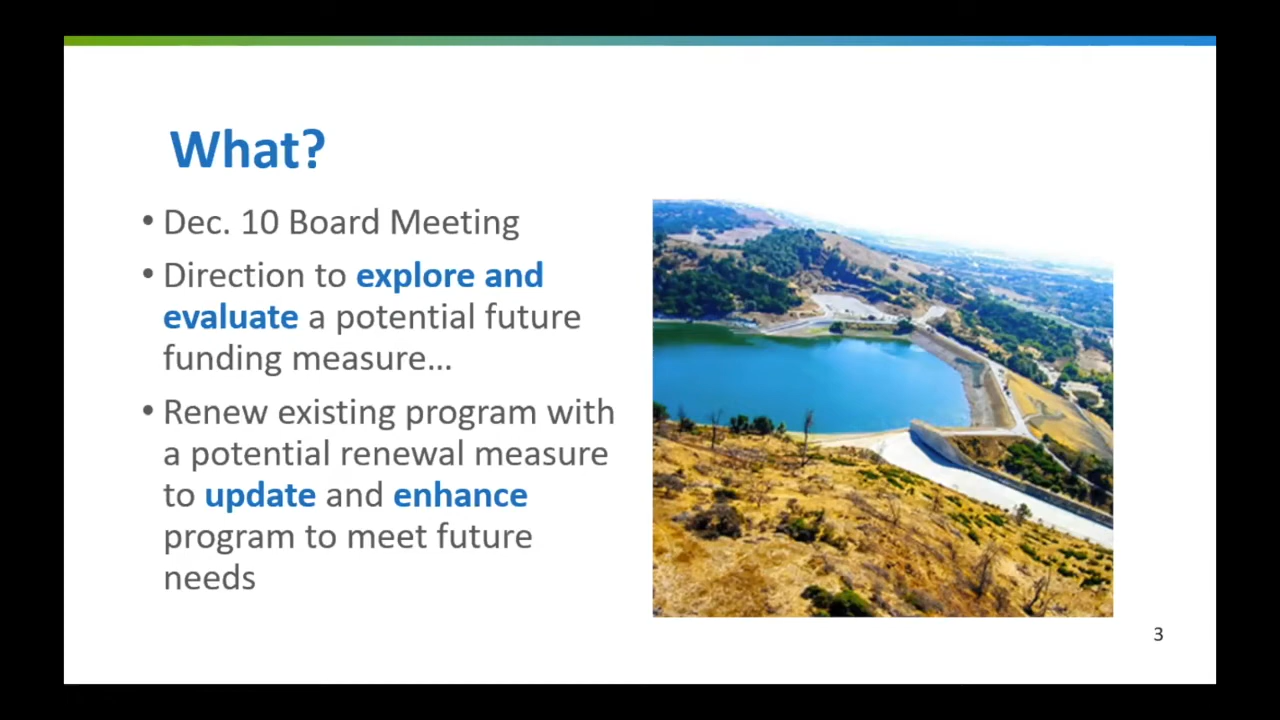 What?
• Dec. 10 Board Meeting
• Direction to explore and
evaluate a potential future
funding measure…
• Renew existing program with
a potential renewal measure
to update and enhance
program to meet future
needs
3